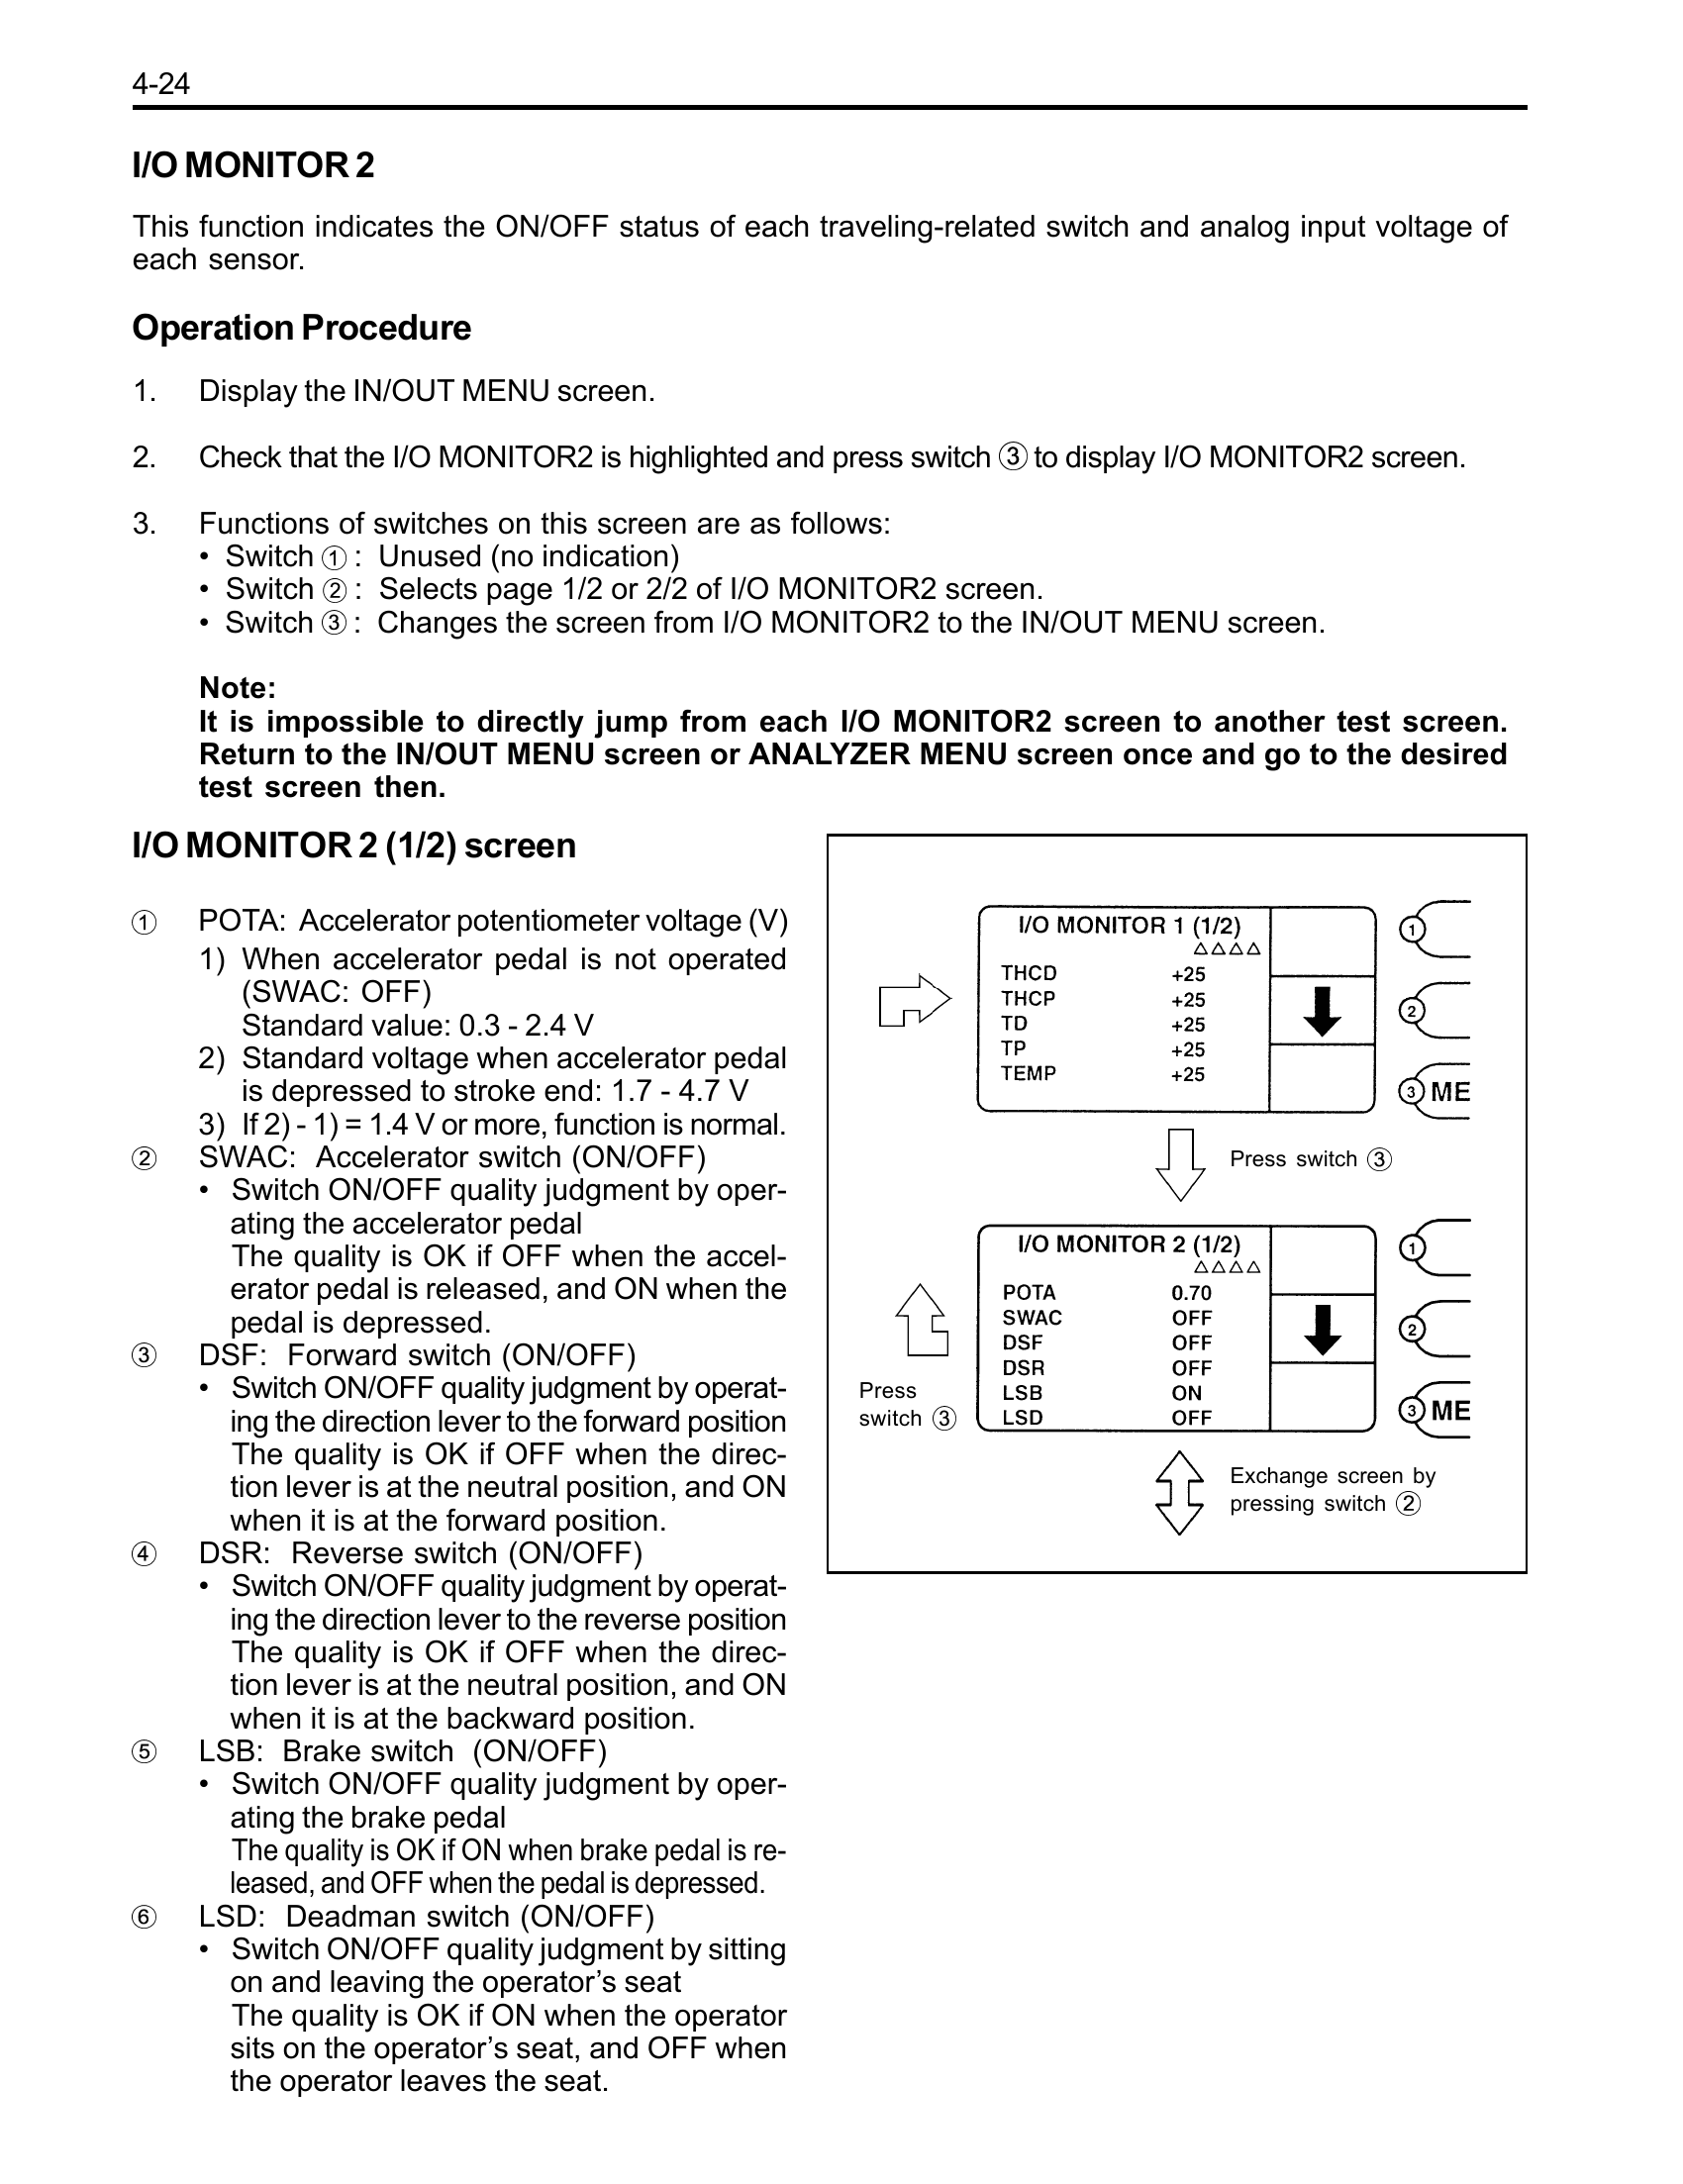 4-24
I/O MONITOR 2
This function indicates the ON/OFF status of each traveling-related switch and analog input voltage of
each sensor.
Operation Procedure
1. Display the IN/OUT MENU screen.
2. Check that the I/O MONITOR2 is highlighted and press switch ③ to display I/O MONITOR2 screen.
3. Functions of switches on this screen are as follows:
• Switch ① : Unused (no indication)
• Switch ② : Selects page 1/2 or 2/2 of I/O MONITOR2 screen.
• Switch ③ : Changes the screen from I/O MONITOR2 to the IN/OUT MENU screen.
Note:
It is impossible to directly jump from each I/O MONITOR2 screen to another test screen.
Return to the IN/OUT MENU screen or ANALYZER MENU screen once and go to the desired
test screen then.
I/O MONITOR 2 (1/2) screen
① POTA: Accelerator potentiometer voltage (V)
1) When accelerator pedal is not operated
(SWAC: OFF)
Standard value: 0.3 - 2.4 V
2) Standard voltage when accelerator pedal
is depressed to stroke end: 1.7 - 4.7 V
3) If 2) - 1) = 1.4 V or more, function is normal.
② SWAC: Accelerator switch (ON/OFF)
• Switch ON/OFF quality judgment by oper-
ating the accelerator pedal
The quality is OK if OFF when the accel-
erator pedal is released, and ON when the
pedal is depressed.
③ DSF: Forward switch (ON/OFF)
• Switch ON/OFF quality judgment by operat-
ing the direction lever to the forward position
The quality is OK if OFF when the direc-
tion lever is at the neutral position, and ON
when it is at the forward position.
④ DSR: Reverse switch (ON/OFF)
• Switch ON/OFF quality judgment by operat-
ing the direction lever to the reverse position
The quality is OK if OFF when the direc-
tion lever is at the neutral position, and ON
when it is at the backward position.
⑤ LSB: Brake switch (ON/OFF)
• Switch ON/OFF quality judgment by oper-
ating the brake pedal
The quality is OK if ON when brake pedal is re-
leased, and OFF when the pedal is depressed.
⑥ LSD: Deadman switch (ON/OFF)
• Switch ON/OFF quality judgment by sitting
on and leaving the operator’s seat
The quality is OK if ON when the operator
sits on the operator’s seat, and OFF when
the operator leaves the seat.
I/O MONITOR 1 (1/2)
△△△△
THCD +25
THCP +25
TD +25
TP +25
TEMP +25
①
②
③ ME
Press switch ③
I/O MONITOR 2 (1/2)
△△△△
POTA 0.70
SWAC OFF
DSF OFF
DSR OFF
LSB ON
LSD OFF
①
②
③ ME
Press
switch ③
Exchange screen by
pressing switch ②